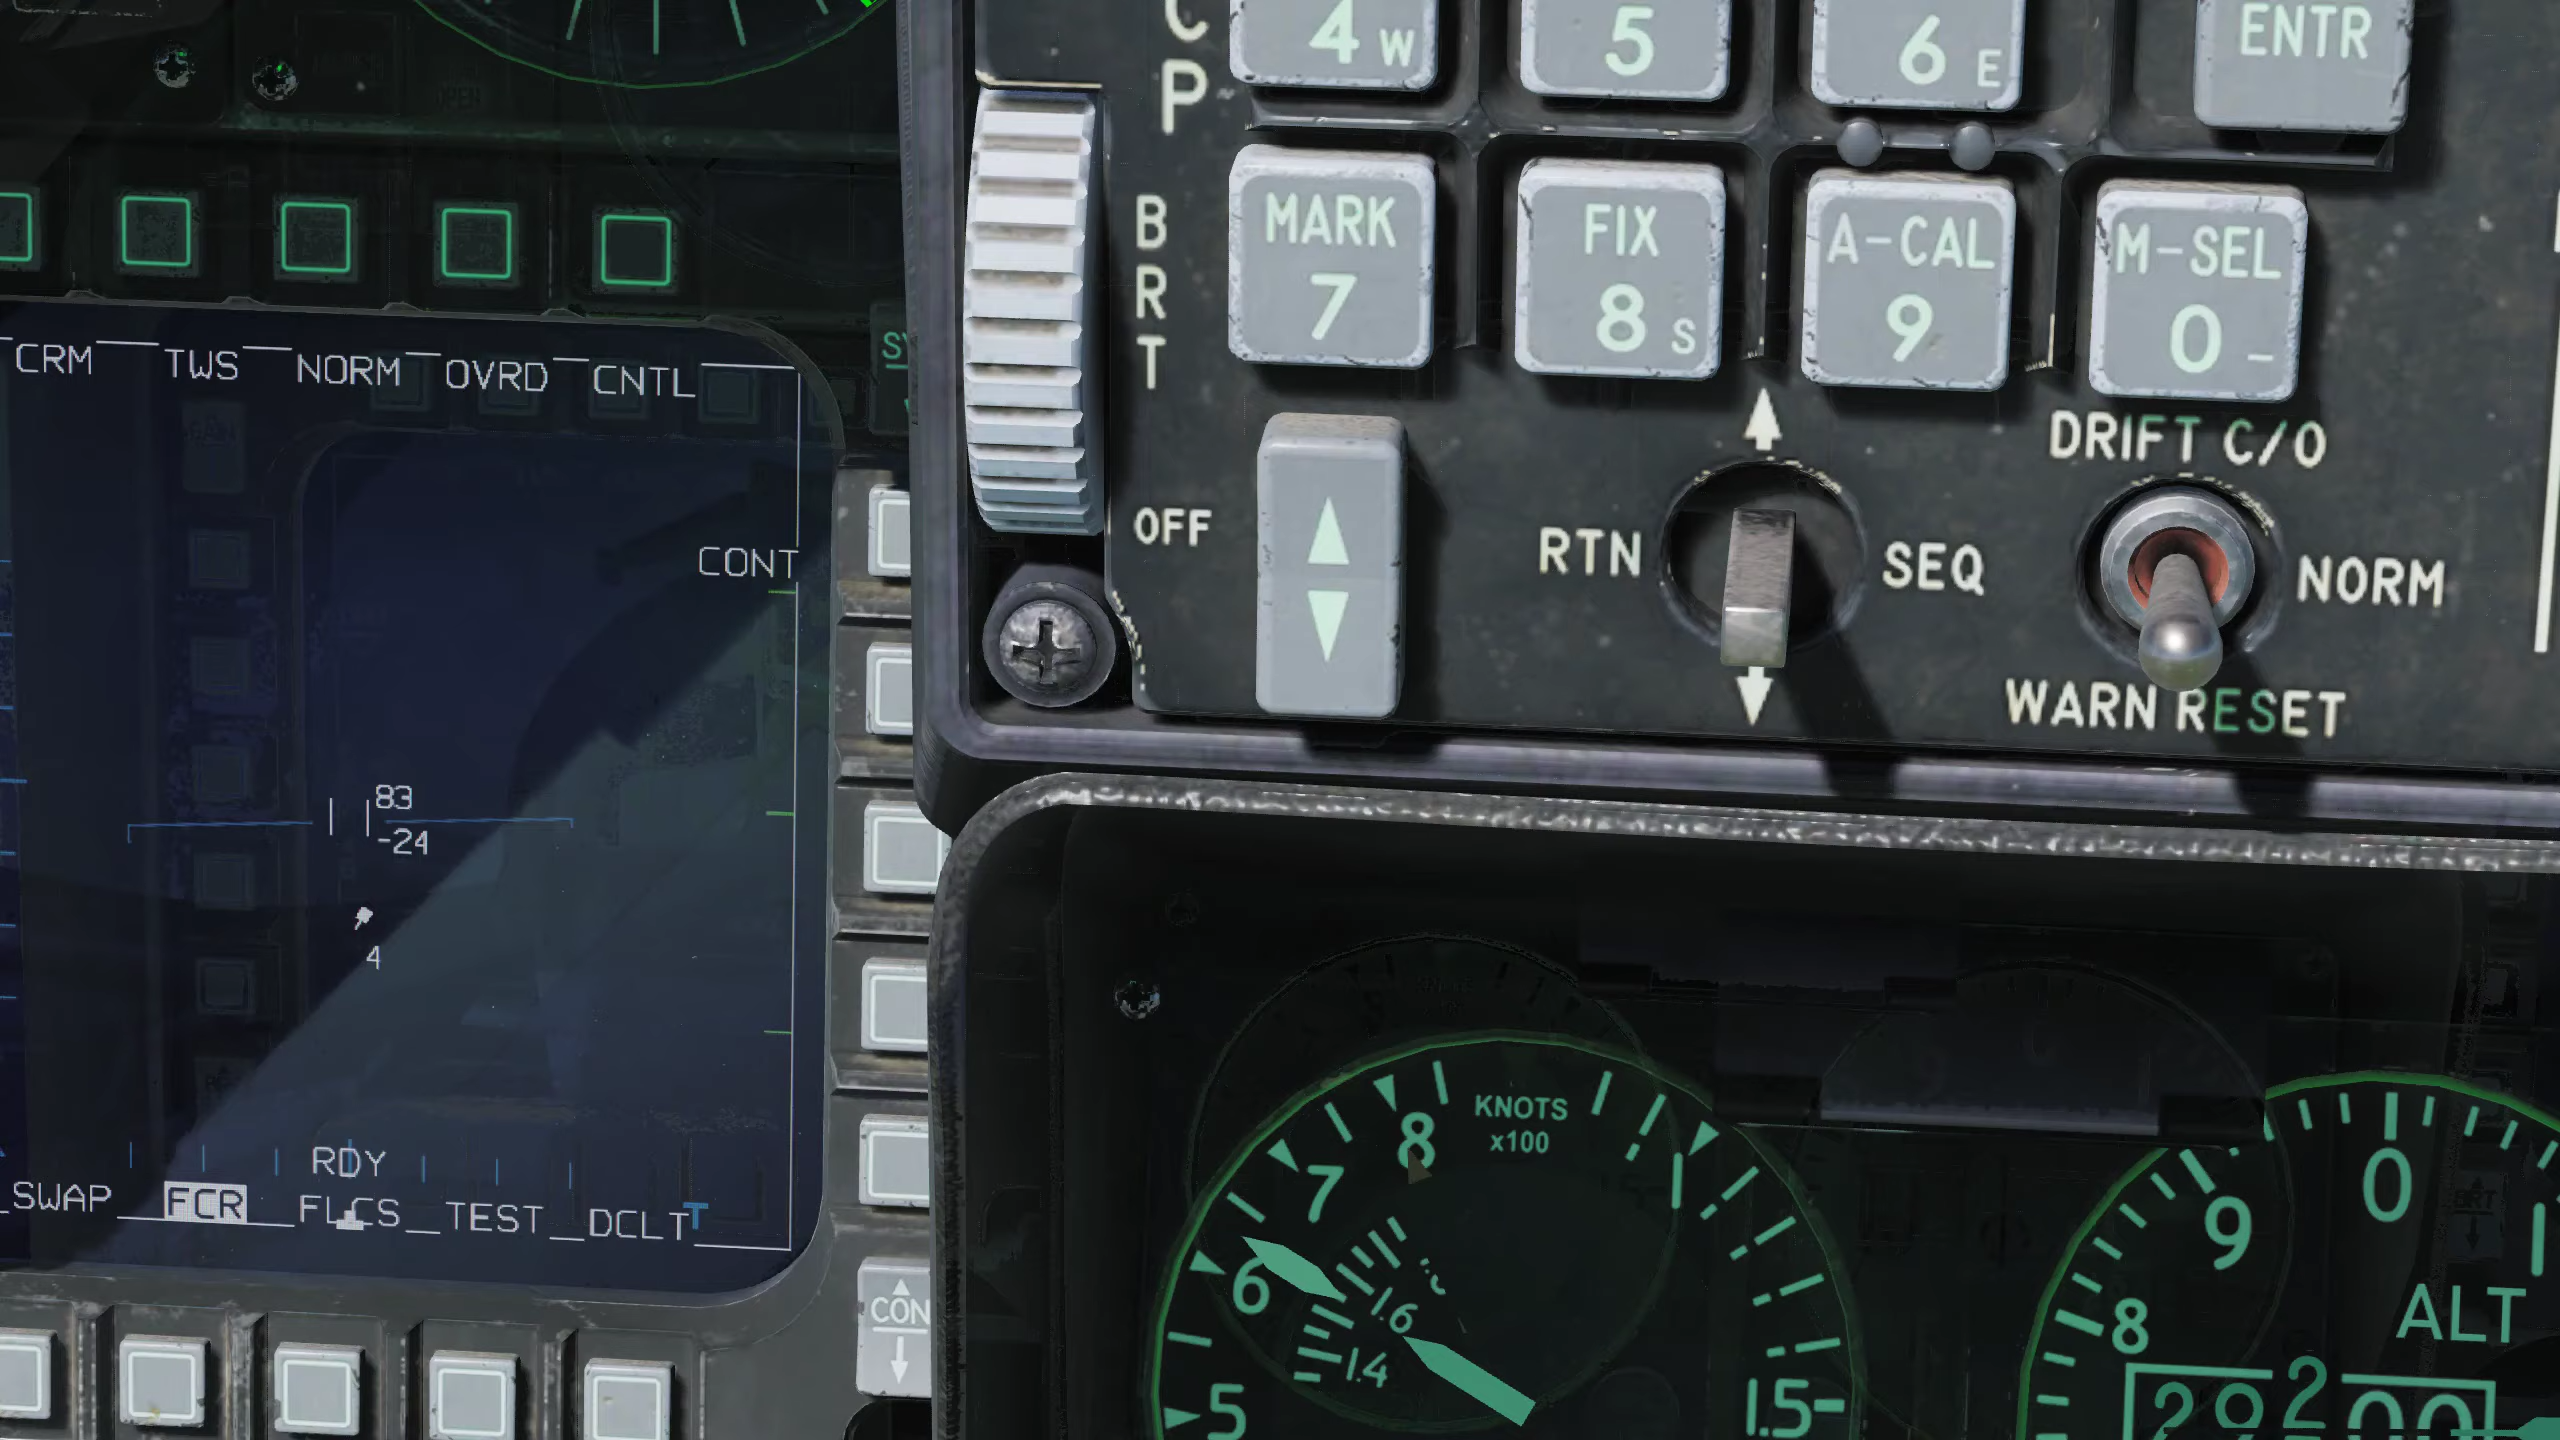 C
P
4 W
5
6 E
ENTR
B
R
T
MARK
7
FIX
8 S
A-CAL
9
M-SEL
0 -
OFF
RTN
SEQ
DRIFT C/O
NORM
WARN RESET
CRM TWS NORM OVRD CNTL
CONT
83
-24
4
RDY
SWAP FCR FLCS TEST DCLT
CON
KNOTS
x100
8
7
6
5
1
1.5
1.6
1.4
0
9
8
1
ALT